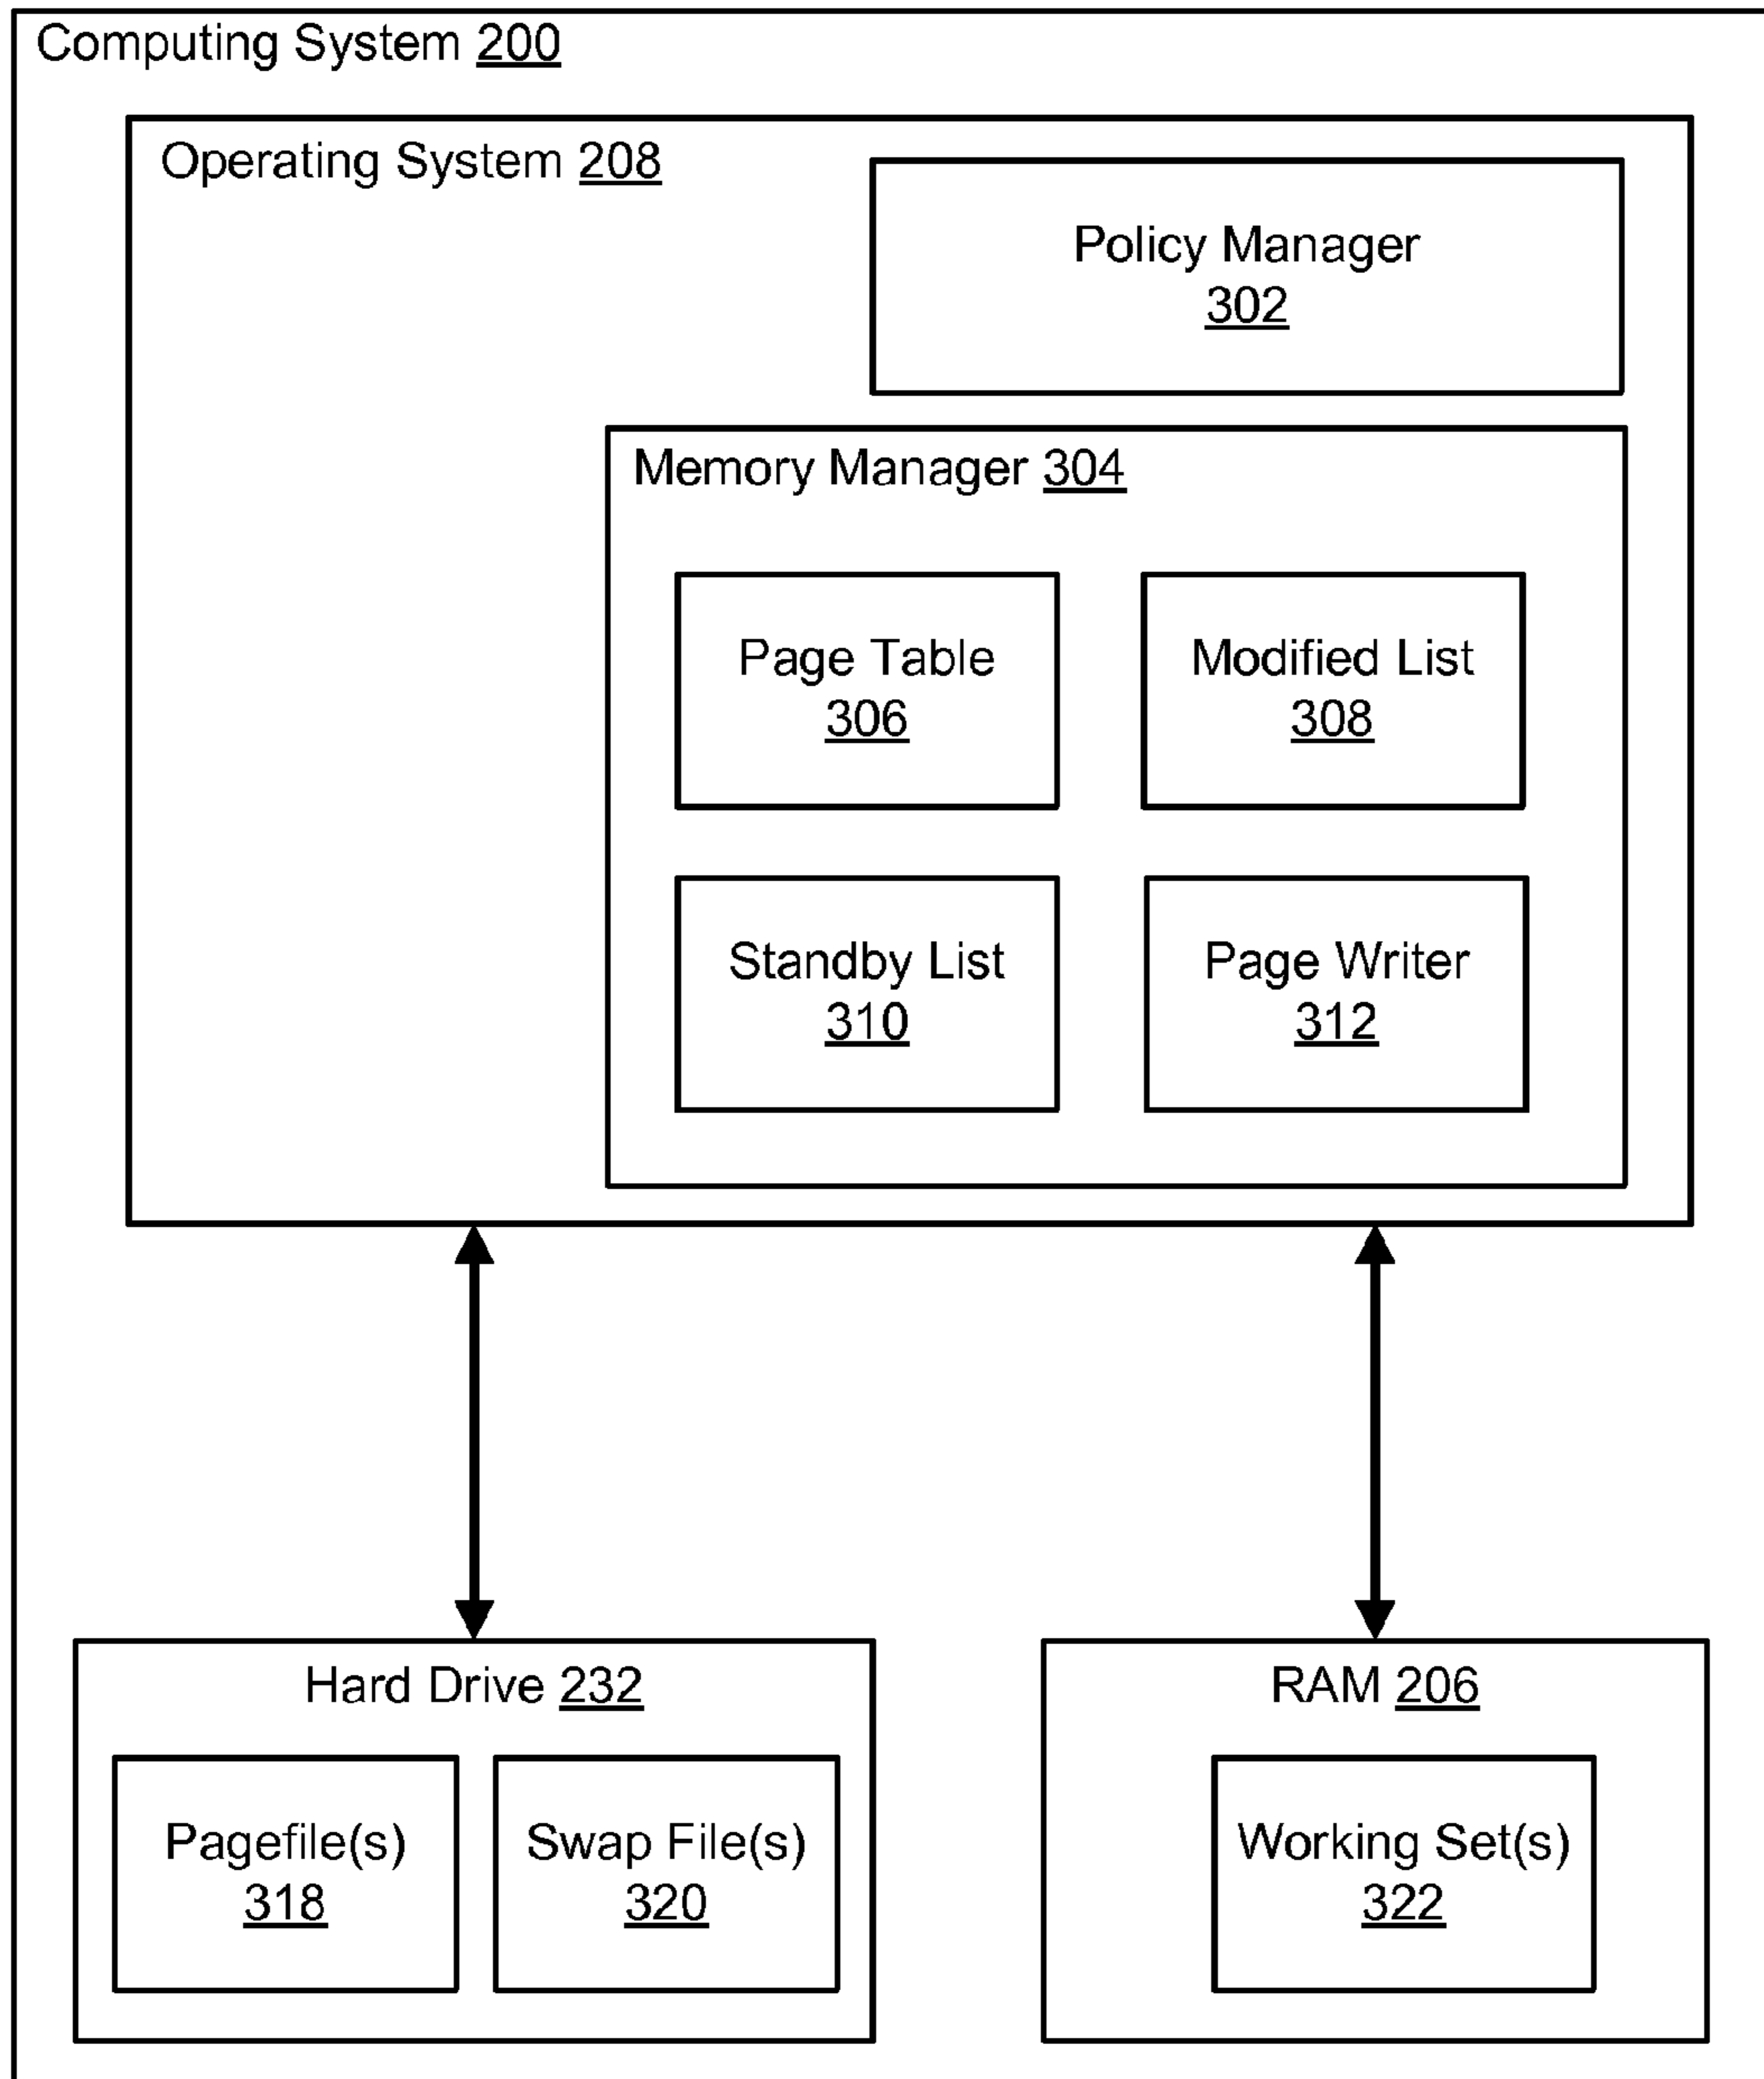 Computing System 200
Operating System 208
Policy Manager
302
Memory Manager 304
Page Table
306
Modified List
308
Standby List
310
Page Writer
312
Hard Drive 232
Pagefile(s)
318
Swap File(s)
320
RAM 206
Working Set(s)
322